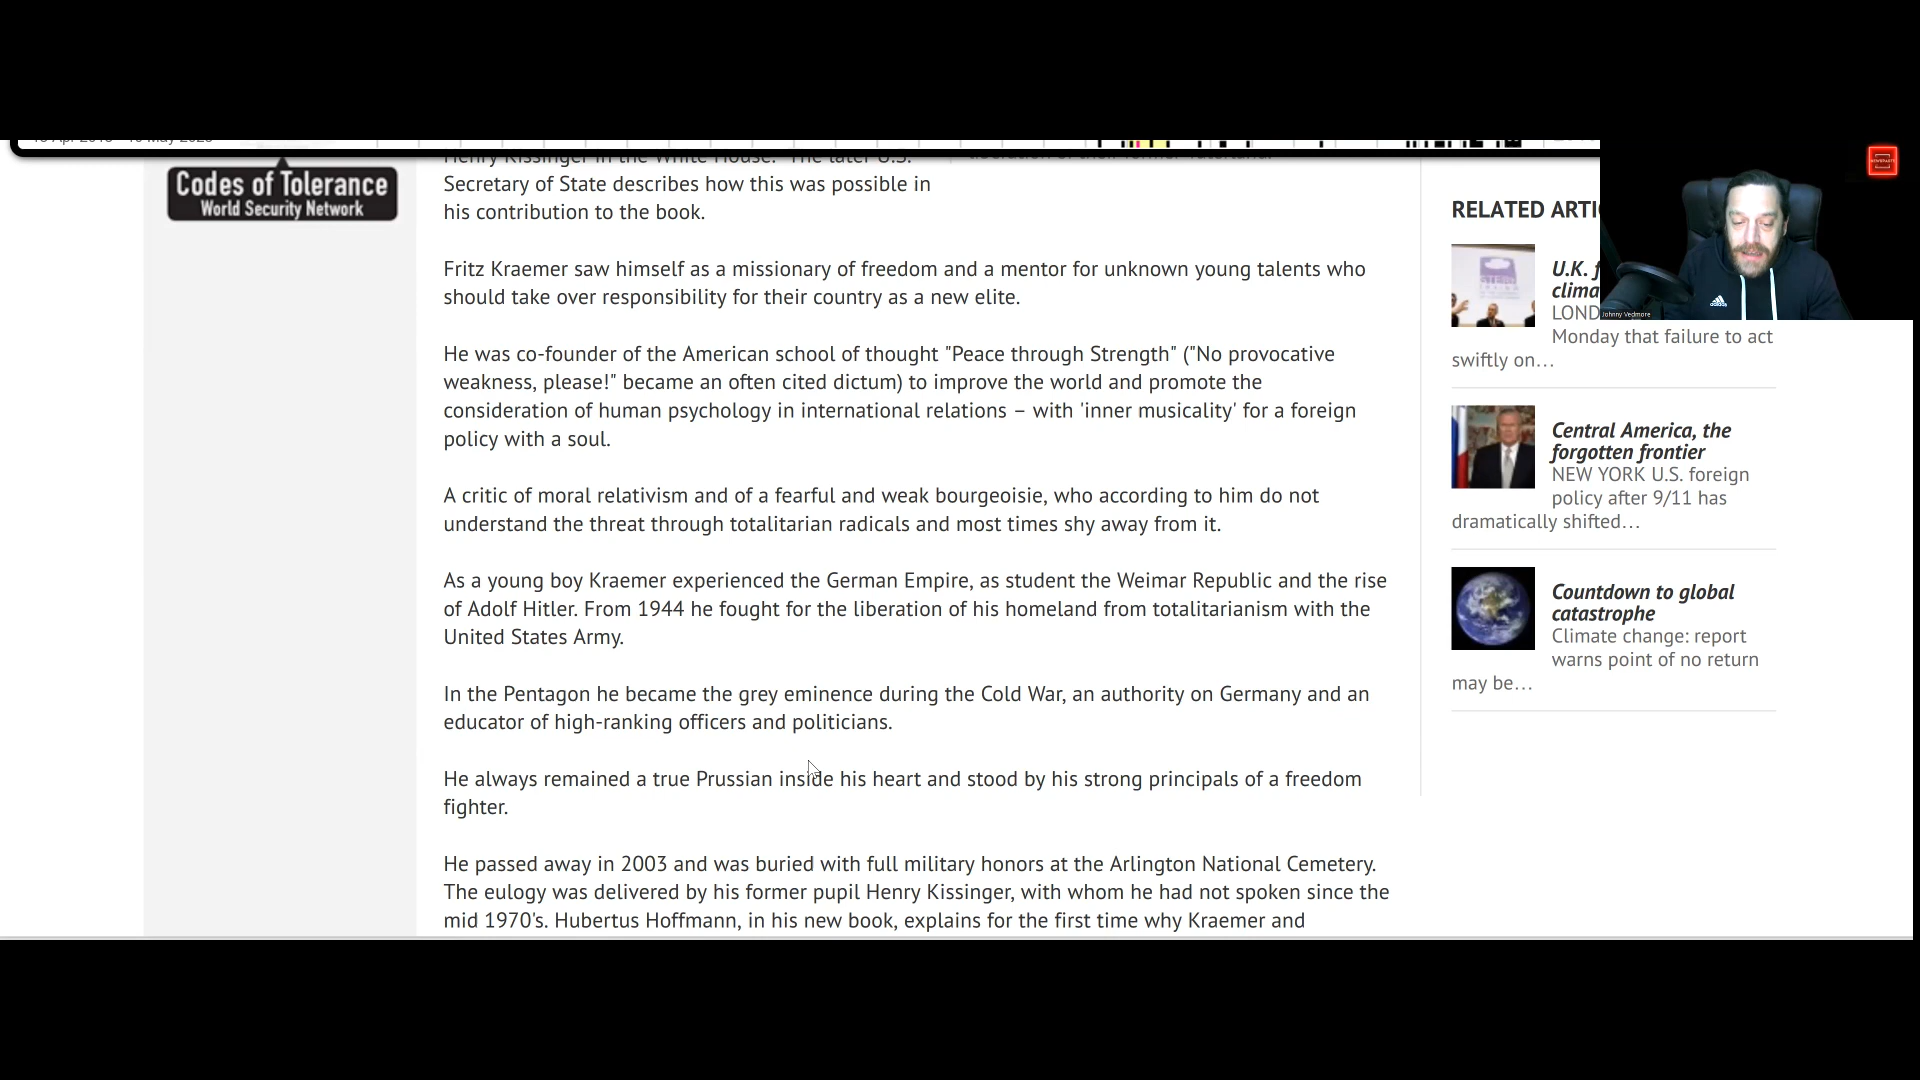 Codes of Tolerance
World Security Network
Henry Kissinger in the White House. The later U.S.
Secretary of State describes how this was possible in
his contribution to the book.
Fritz Kraemer saw himself as a missionary of freedom and a mentor for unknown young talents who
should take over responsibility for their country as a new elite.
He was co-founder of the American school of thought "Peace through Strength" ("No provocative
weakness, please!" became an often cited dictum) to improve the world and promote the
consideration of human psychology in international relations – with 'inner musicality' for a foreign
policy with a soul.
A critic of moral relativism and of a fearful and weak bourgeoisie, who according to him do not
understand the threat through totalitarian radicals and most times shy away from it.
As a young boy Kraemer experienced the German Empire, as student the Weimar Republic and the rise
of Adolf Hitler. From 1944 he fought for the liberation of his homeland from totalitarianism with the
United States Army.
In the Pentagon he became the grey eminence during the Cold War, an authority on Germany and an
educator of high-ranking officers and politicians.
He always remained a true Prussian inside his heart and stood by his strong principals of a freedom
fighter.
He passed away in 2003 and was buried with full military honors at the Arlington National Cemetery.
The eulogy was delivered by his former pupil Henry Kissinger, with whom he had not spoken since the
mid 1970's. Hubertus Hoffmann, in his new book, explains for the first time why Kraemer and
RELATED ARTI
U.K. f
clima
LOND
Monday that failure to act
swiftly on...
Central America, the
forgotten frontier
NEW YORK U.S. foreign
policy after 9/11 has
dramatically shifted...
Countdown to global
catastrophe
Climate change: report
warns point of no return
may be...
Johnny Vedmore